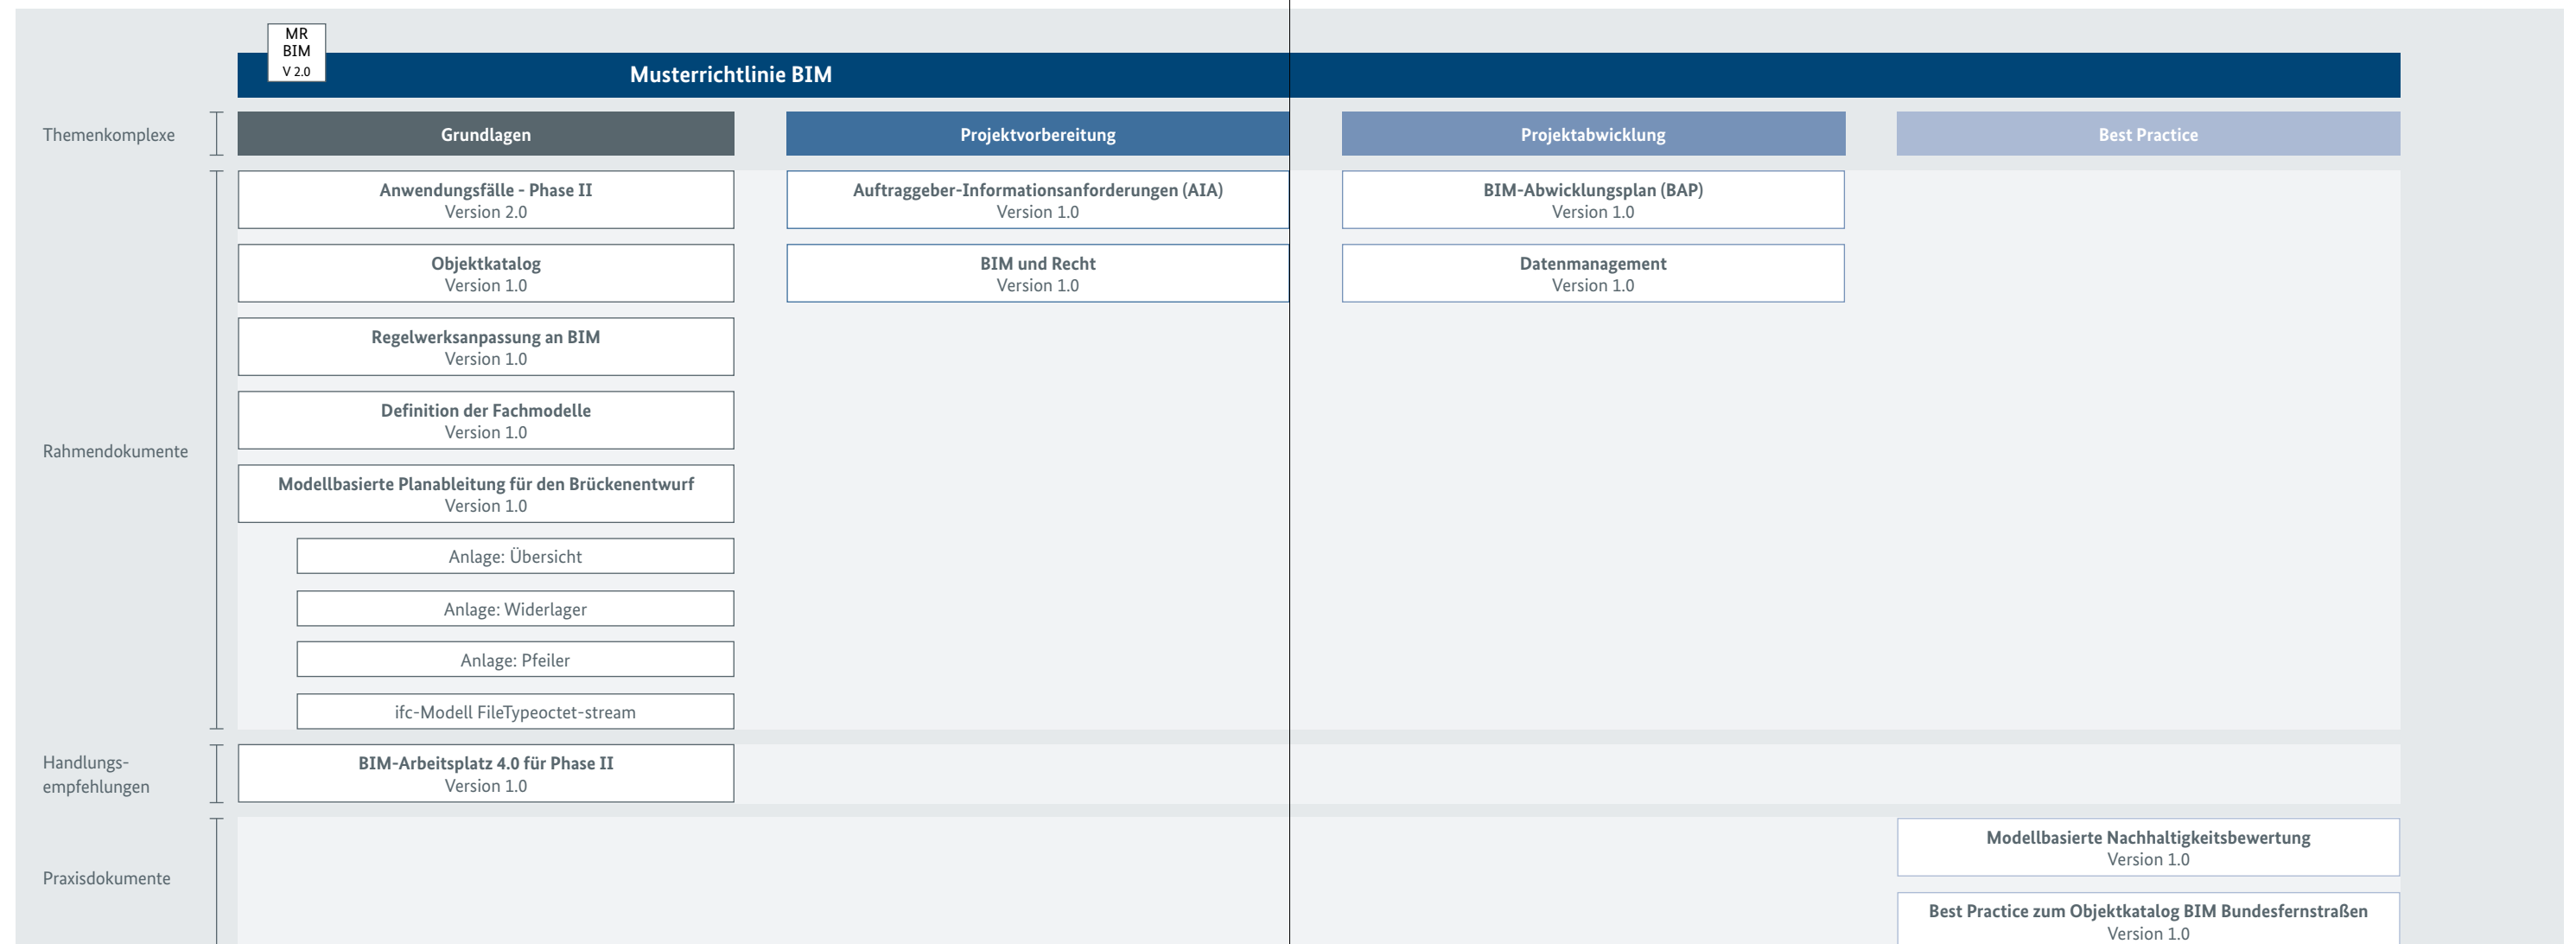 MR
BIM
V 2.0
Musterrichtlinie BIM
Themenkomplexe
Grundlagen
Projektvorbereitung
Projektabwicklung
Best Practice
Rahmendokumente
Anwendungsfälle - Phase II
Version 2.0
Auftraggeber-Informationsanforderungen (AIA)
Version 1.0
BIM-Abwicklungsplan (BAP)
Version 1.0
Objektkatalog
Version 1.0
BIM und Recht
Version 1.0
Datenmanagement
Version 1.0
Regelwerksanpassung an BIM
Version 1.0
Definition der Fachmodelle
Version 1.0
Modellbasierte Planableitung für den Brückenentwurf
Version 1.0
Anlage: Übersicht
Anlage: Widerlager
Anlage: Pfeiler
ifc-Modell FileTypeoctet-stream
Handlungs-
empfehlungen
BIM-Arbeitsplatz 4.0 für Phase II
Version 1.0
Praxisdokumente
Modellbasierte Nachhaltigkeitsbewertung
Version 1.0
Best Practice zum Objektkatalog BIM Bundesfernstraßen
Version 1.0